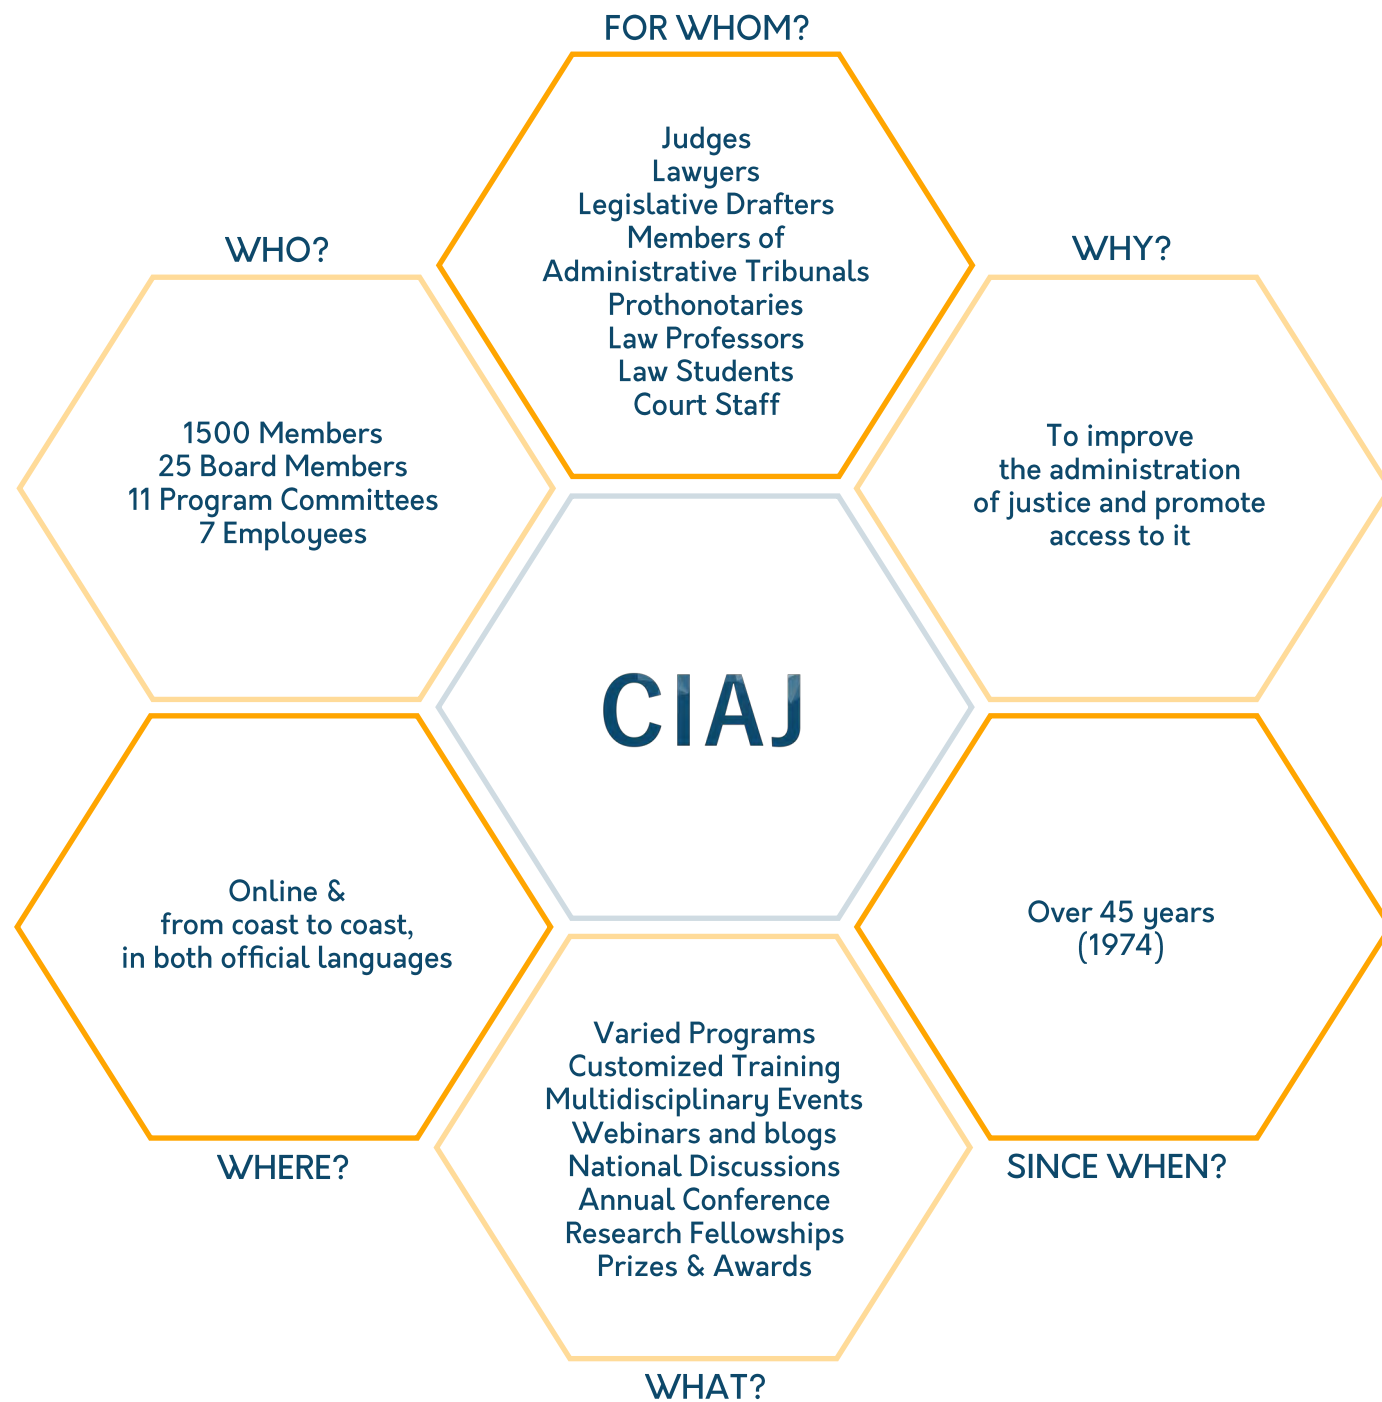 FOR WHOM?
Judges
Lawyers
Legislative Drafters
Members of
Administrative Tribunals
Prothonotaries
Law Professors
Law Students
Court Staff
WHO?
1500 Members
25 Board Members
11 Program Committees
7 Employees
WHY?
To improve
the administration
of justice and promote
access to it
CIAJ
Online &
from coast to coast,
in both official languages
WHERE?
Over 45 years
(1974)
SINCE WHEN?
Varied Programs
Customized Training
Multidisciplinary Events
Webinars and blogs
National Discussions
Annual Conference
Research Fellowships
Prizes & Awards
WHAT?